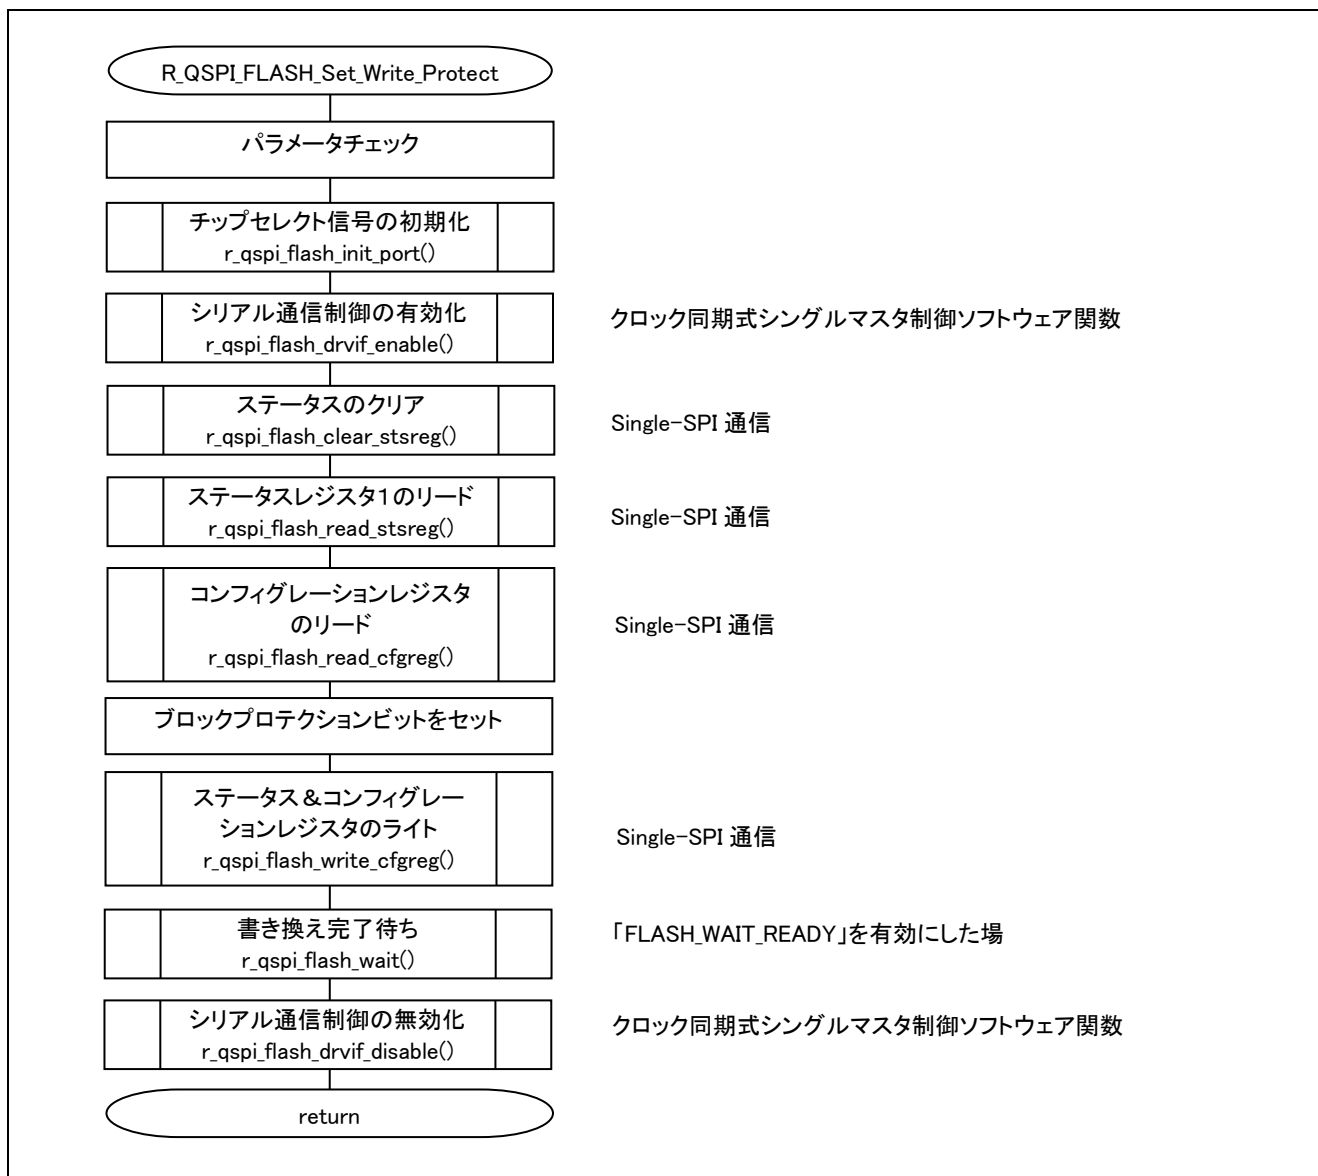 R_QSPI_FLASH_Set_Write_Protect
パラメータチェック
チップセレクト信号の初期化
r_qspi_flash_init_port()
シリアル通信制御の有効化
r_qspi_flash_drvif_enable()
クロック同期式シングルマスタ制御ソフトウェア関数
ステータスのクリア
r_qspi_flash_clear_stsreg()
Single-SPI 通信
ステータスレジスタ1のリード
r_qspi_flash_read_stsreg()
Single-SPI 通信
コンフィグレーションレジスタ
のリード
r_qspi_flash_read_cfgreg()
Single-SPI 通信
ブロックプロテクションビットをセット
ステータス&コンフィグレー
ションレジスタのライト
r_qspi_flash_write_cfgreg()
Single-SPI 通信
書き換え完了待ち
r_qspi_flash_wait()
「FLASH_WAIT_READY」を有効にした場
シリアル通信制御の無効化
r_qspi_flash_drvif_disable()
クロック同期式シングルマスタ制御ソフトウェア関数
return